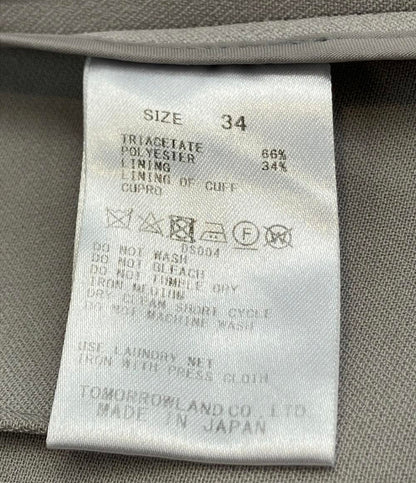 SIZE 34
TRIACETATE 66%
POLYESTER 34%
LINING
LINING OF CUFF
CUPRO
F W
DS004
DO NOT WASH
DO NOT BLEACH
DO NOT TUMBLE DRY
IRON MEDIUM
DRY CLEAN SHORT CYCLE
DO NOT MACHINE WASH
USE LAUNDRY NET
IRON WITH PRESS CLOTH
TOMORROWLAND CO., LTD.
MADE IN JAPAN